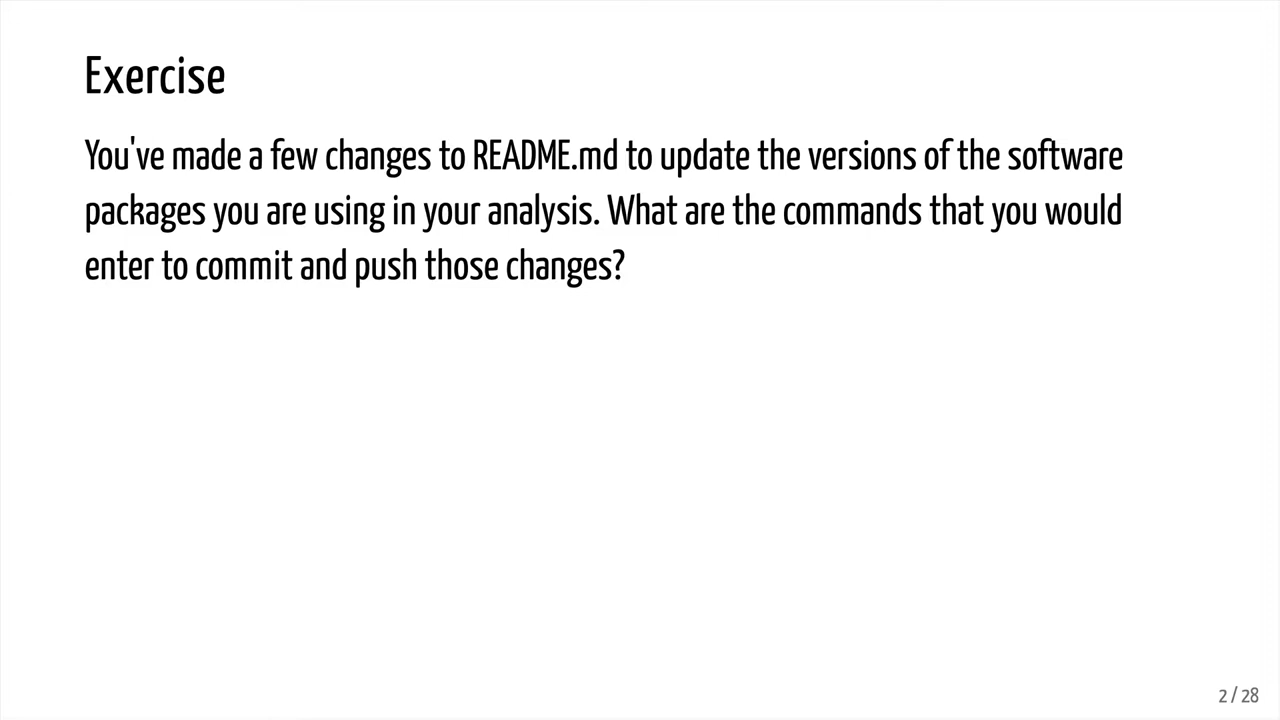 Exercise
You've made a few changes to README.md to update the versions of the software
packages you are using in your analysis. What are the commands that you would
enter to commit and push those changes?
2 / 28